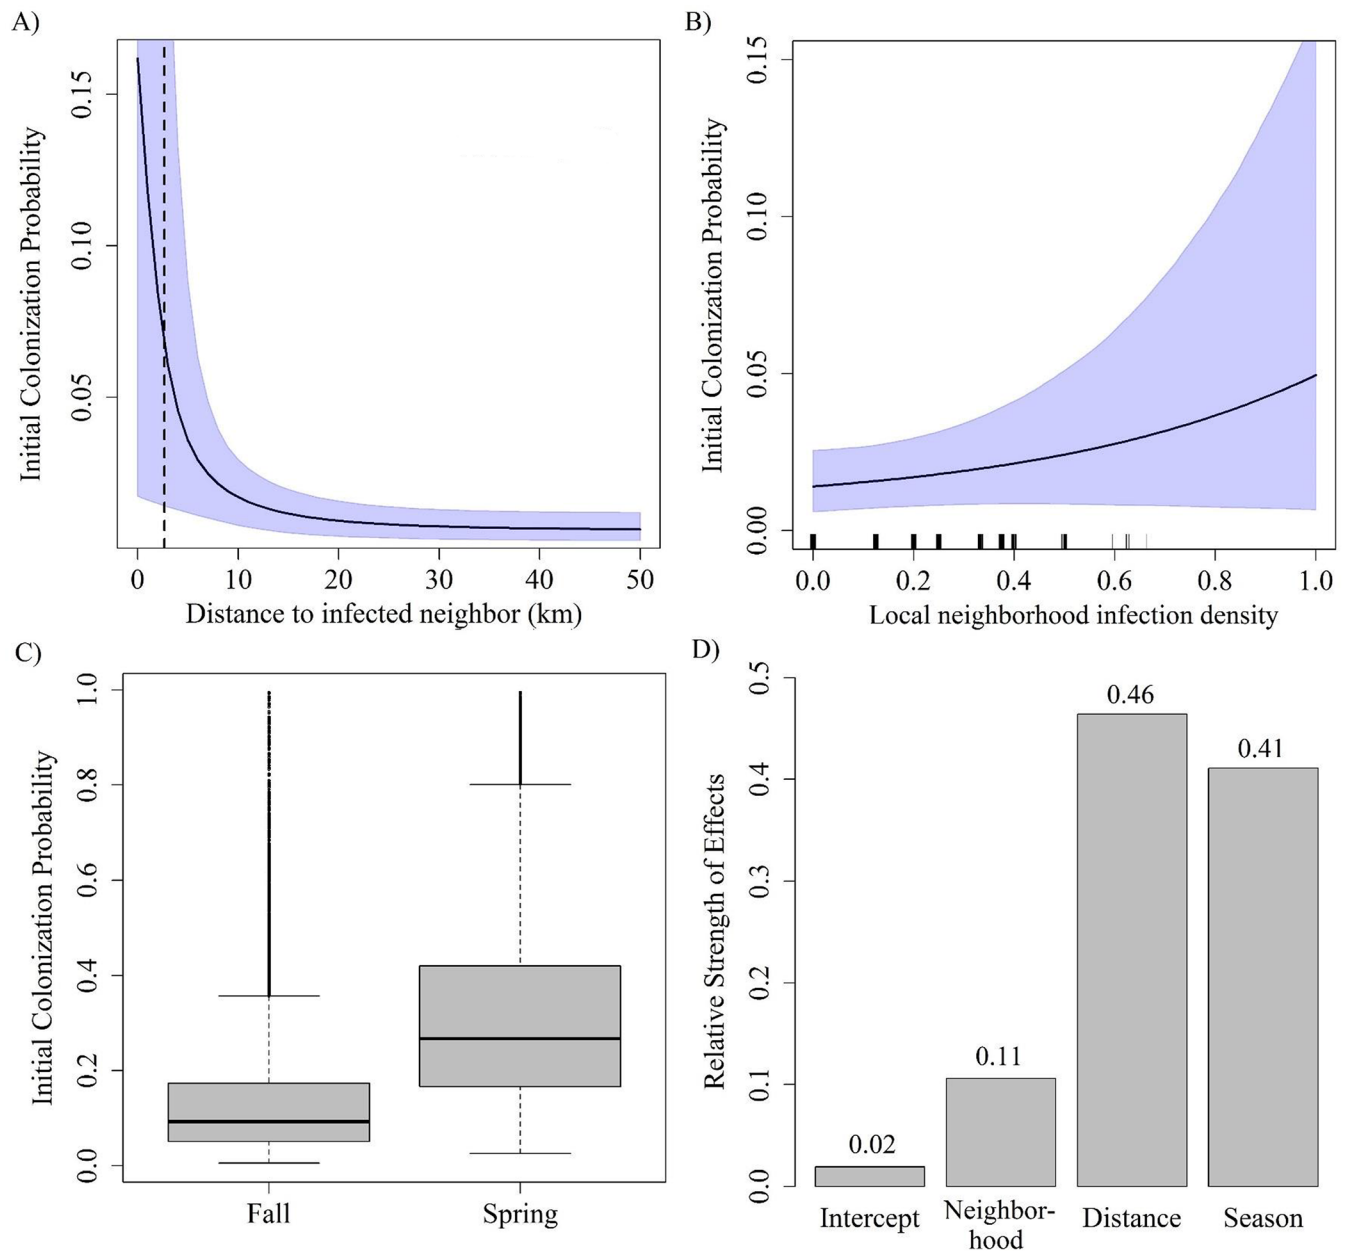 A)
Initial Colonization Probability
0.15
0.10
0.05
0 10 20 30 40 50
Distance to infected neighbor (km)
B)
Initial Colonization Probability
0.15
0.10
0.05
0.00
0.0 0.2 0.4 0.6 0.8 1.0
Local neighborhood infection density
C)
Initial Colonization Probability
1.0
0.8
0.6
0.4
0.2
0.0
Fall Spring
D)
Relative Strength of Effects
0.5
0.4
0.3
0.2
0.1
0.0
0.02
0.11
0.46
0.41
Intercept
Neighbor-
hood
Distance
Season